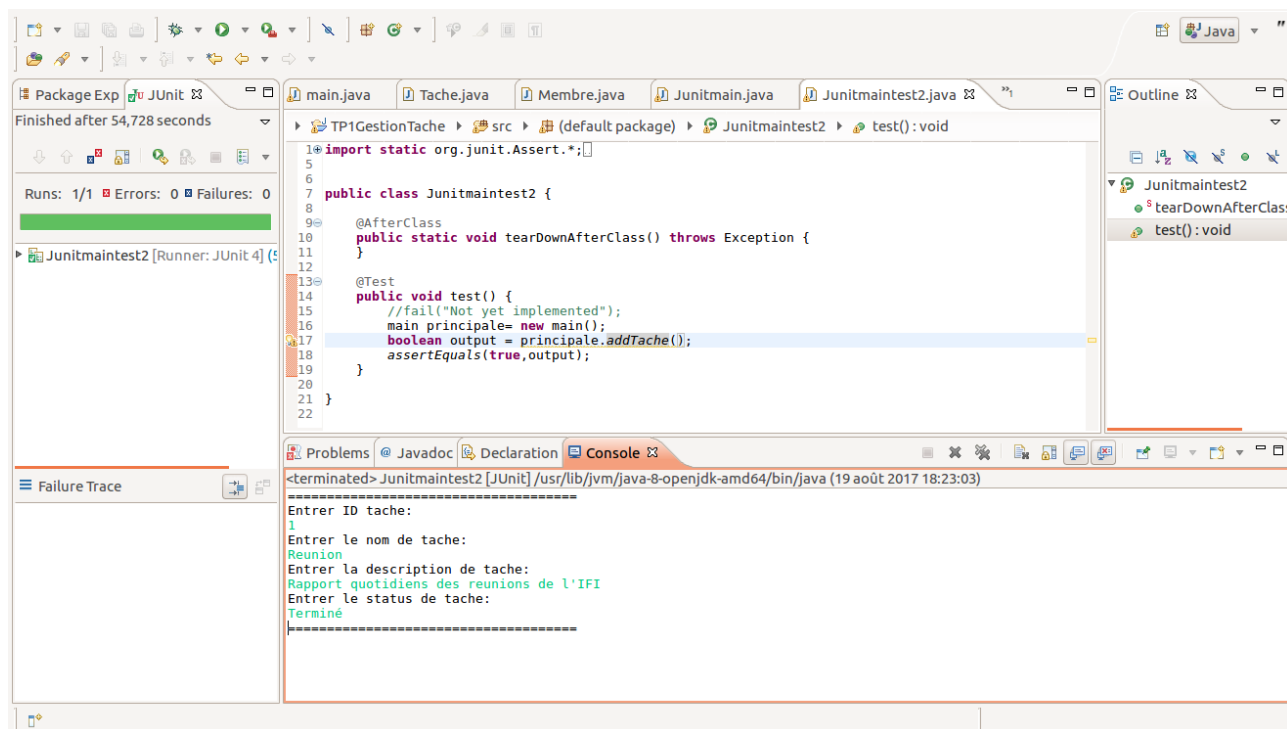 Java
"
Package Exp
JUnit
main.java
Tache.java
Membre.java
Junitmain.java
Junitmaintest2.java
»1
Outline
Finished after 54,728 seconds
TP1GestionTache
src
(default package)
Junitmaintest2
test() : void
Runs: 1/1
Errors: 0
Failures: 0
Junitmaintest2 [Runner: JUnit 4] (5
1 import static org.junit.Assert.*;
5
6
7 public class Junitmaintest2 {
8
9 @AfterClass
10 public static void tearDownAfterClass() throws Exception {
11 }
12
13 @Test
14 public void test() {
15 //fail("Not yet implemented");
16 main principale= new main();
17 boolean output = principale.addTache();
18 assertEquals(true,output);
19 }
20
21 }
22
Junitmaintest2
S tearDownAfterClass
test() : void
Failure Trace
Problems
@ Javadoc
Declaration
Console
<terminated> Junitmaintest2 [JUnit] /usr/lib/jvm/java-8-openjdk-amd64/bin/java (19 août 2017 18:23:03)
=====================================
Entrer ID tache:
1
Entrer le nom de tache:
Reunion
Entrer la description de tache:
Rapport quotidiens des reunions de l'IFI
Entrer le status de tache:
Terminé
=====================================